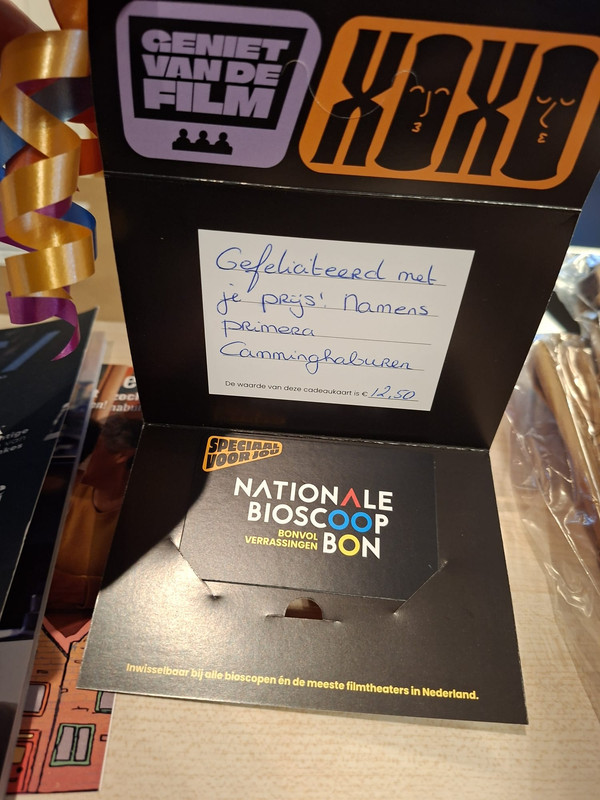 GENIET
VAN DE
FILM
XOXO
Gefeliciteerd met
je prijs! Namens
primera
Camminghaburen
De waarde van deze cadeaukaart is € 12,50
SPECIAAL
VOOR JOU
NATIONALE
BIOSCOOP
BONVOL
VERRASSINGEN
BON
Inwisselbaar bij alle bioscopen én de meeste filmtheaters in Nederland.